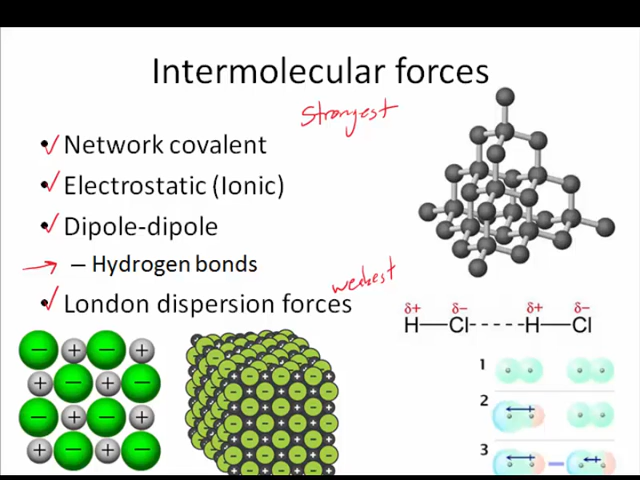 Intermolecular forces
Strongest
• Network covalent
• Electrostatic (Ionic)
• Dipole-dipole
– Hydrogen bonds
weakest
• London dispersion forces
δ+ δ− δ+ δ−
H—Cl----H—Cl
1
2
3
− + − +
+ − + −
− + − +
+ − + −